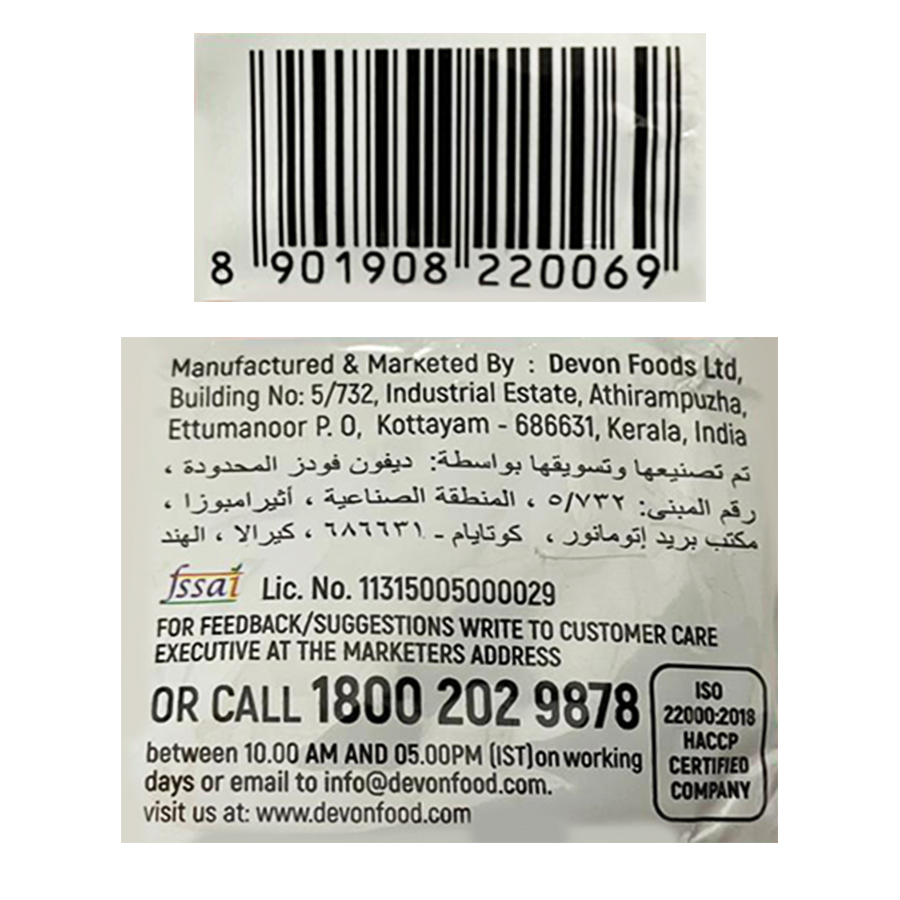 8 901908 220069
Manufactured & Marketed By : Devon Foods Ltd,
Building No: 5/732, Industrial Estate, Athirampuzha,
Ettumanoor P. O, Kottayam - 686631, Kerala, India
تم تصنيعها وتسويقها بواسطة: ديفون فودز المحدودة ،
رقم المبنى: ٥/٧٣٢ ، المنطقة الصناعية ، أثيرامبوزا ،
مكتب بريد إتومانور ، كوتايام - ٦٨٦٦٣١ ، كيرالا ، الهند
fssai Lic. No. 11315005000029
FOR FEEDBACK/SUGGESTIONS WRITE TO CUSTOMER CARE
EXECUTIVE AT THE MARKETERS ADDRESS
OR CALL 1800 202 9878
between 10.00 AM AND 05.00PM (IST)on working
days or email to info@devonfood.com.
visit us at: www.devonfood.com
ISO
22000:2018
HACCP
CERTIFIED
COMPANY